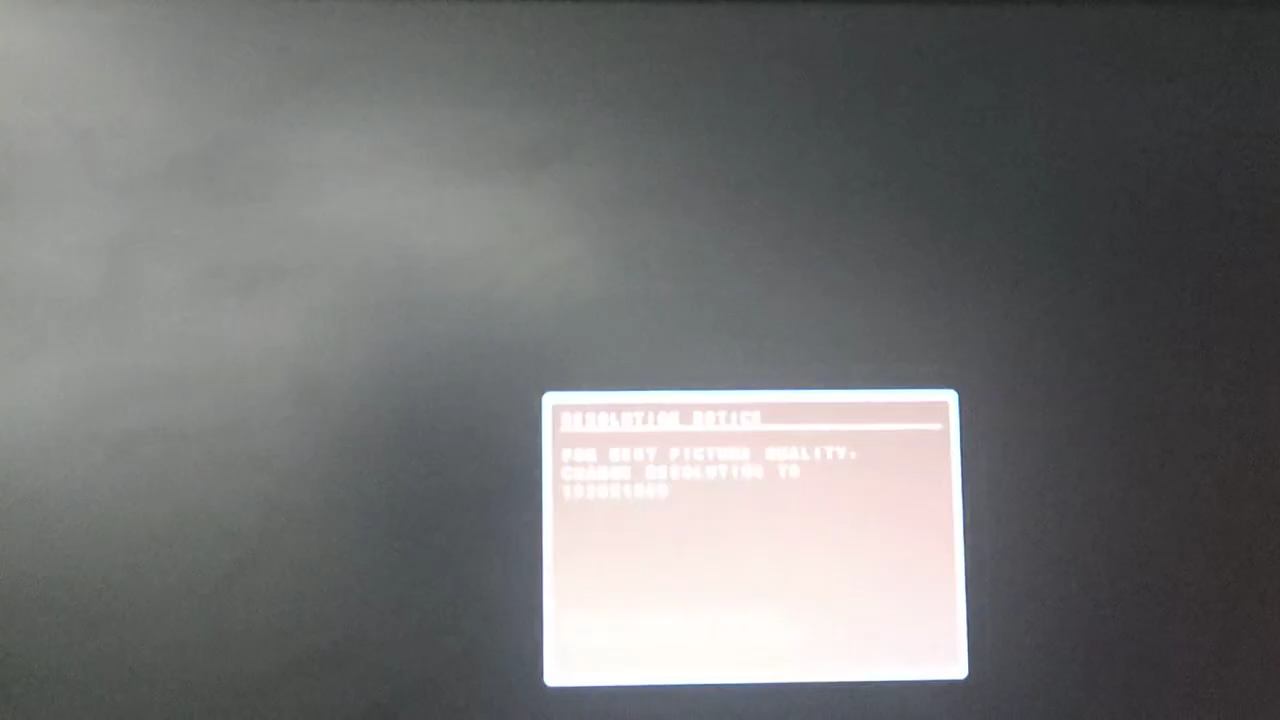 RESOLUTION NOTICE
FOR BEST PICTURE QUALITY,
CHANGE RESOLUTION TO